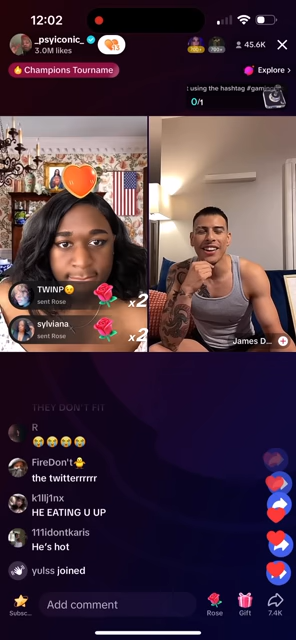 12:02
_psyiconic_
3.0M likes
45.6K
Champions Tourname
Explore >
: using the hashtag #gaming
0/1
TWINP😉
sent Rose
x2
sylviana
sent Rose
x2
James D...
THEY DON'T FIT
R
😭😭😭😭
FireDon't🐥
the twitterrrrrr
k1llj1nx
HE EATING U UP
111idontkaris
He's hot
yulss joined
Subsc...
Add comment
Rose
Gift
7.4K